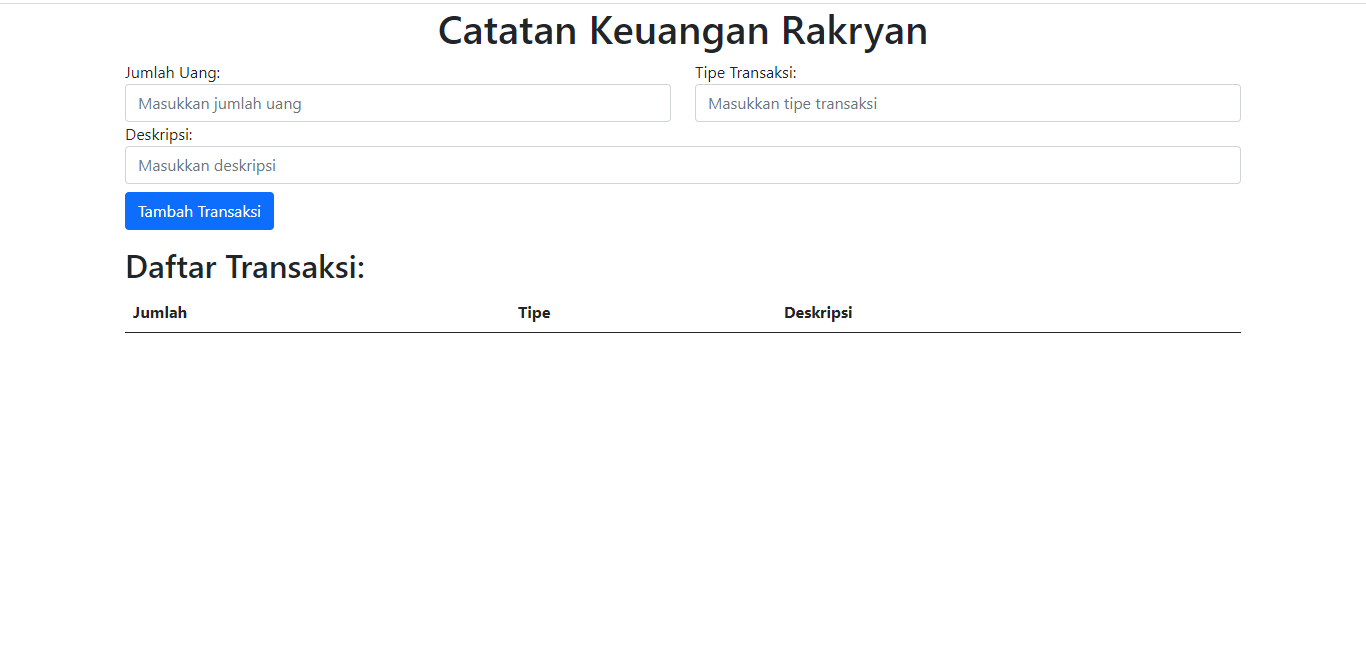 Catatan Keuangan Rakryan
Jumlah Uang:
Tipe Transaksi:
Masukkan jumlah uang
Masukkan tipe transaksi
Deskripsi:
Masukkan deskripsi
Tambah Transaksi
Daftar Transaksi:
Jumlah Tipe Deskripsi